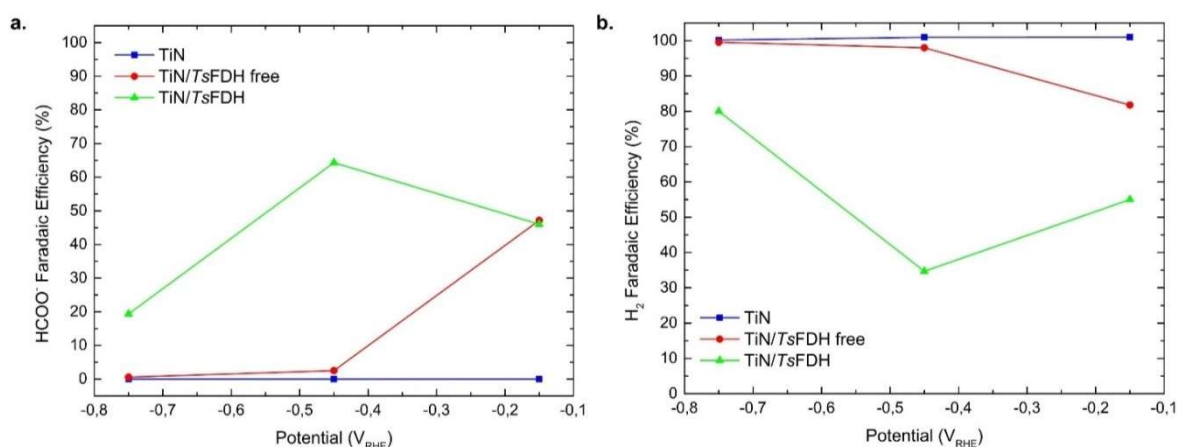 a.
HCOO⁻ Faradaic Efficiency (%)
100
90
80
70
60
50
40
30
20
10
0
TiN
TiN/TsFDH free
TiN/TsFDH
-0,8 -0,7 -0,6 -0,5 -0,4 -0,3 -0,2 -0,1
Potential (V_RHE)
b.
H₂ Faradaic Efficiency (%)
100
90
80
70
60
50
40
30
20
10
0
TiN
TiN/TsFDH free
TiN/TsFDH
-0,8 -0,7 -0,6 -0,5 -0,4 -0,3 -0,2 -0,1
Potential (V_RHE)